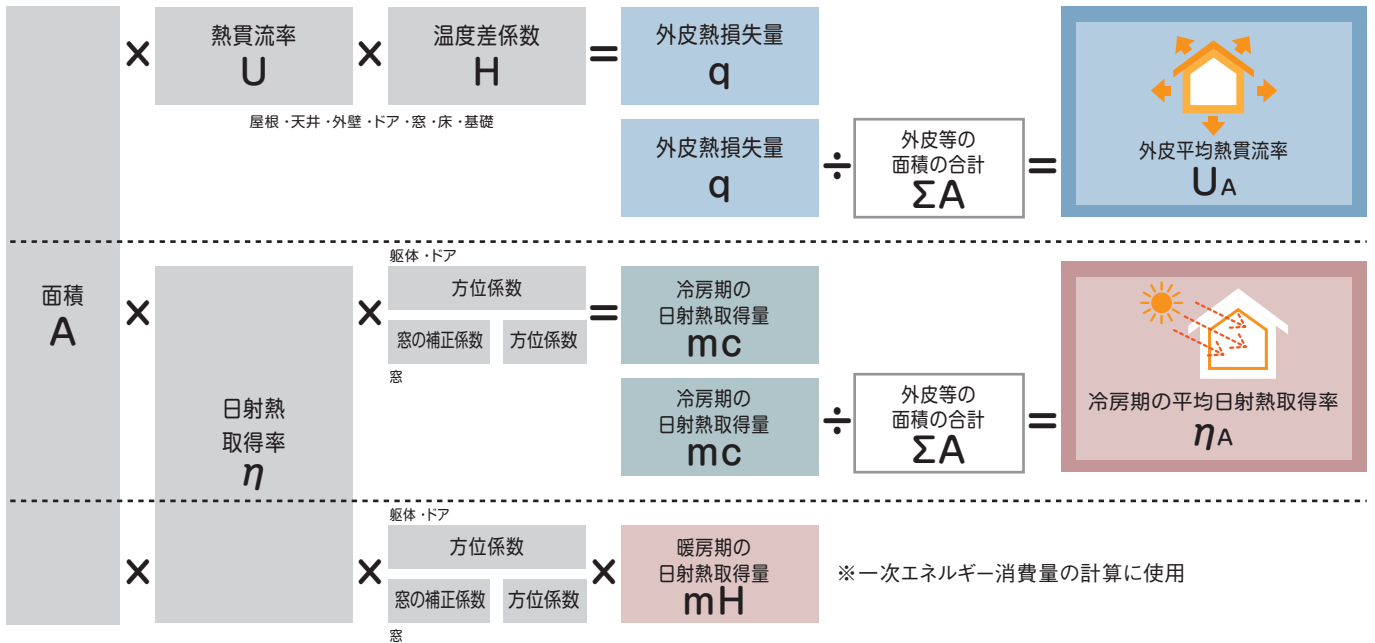 面積
A
×
熱貫流率
U
×
温度差係数
H
=
外皮熱損失量
q
屋根・天井・外壁・ドア・窓・床・基礎
外皮熱損失量
q
÷
外皮等の
面積の合計
ΣA
=
外皮平均熱貫流率
UA
×
日射熱
取得率
η
×
躯体・ドア
方位係数
窓の補正係数
方位係数
窓
=
冷房期の
日射熱取得量
mc
冷房期の
日射熱取得量
mc
÷
外皮等の
面積の合計
ΣA
=
冷房期の平均日射熱取得率
ηA
×
×
躯体・ドア
方位係数
窓の補正係数
方位係数
窓
×
暖房期の
日射熱取得量
mH
※一次エネルギー消費量の計算に使用